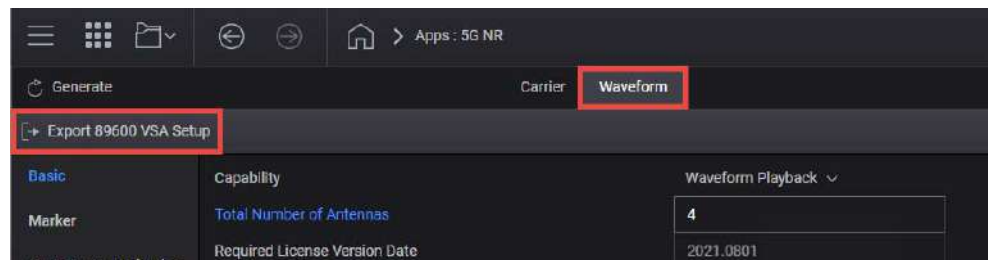 > Apps : 5G NR
Generate
Carrier Waveform
Export 89600 VSA Setup
Basic
Capability
Waveform Playback
Marker
Total Number of Antennas
4
Required License Version Date
2021.0801